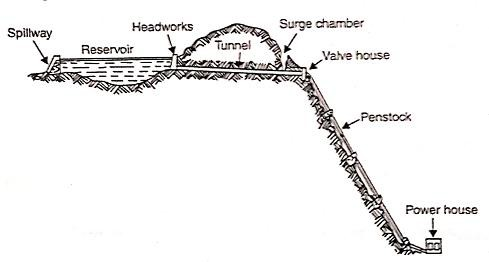 Headworks
Surge chamber
Spillway
Reservoir
Tunnel
Valve house
Penstock
Power house